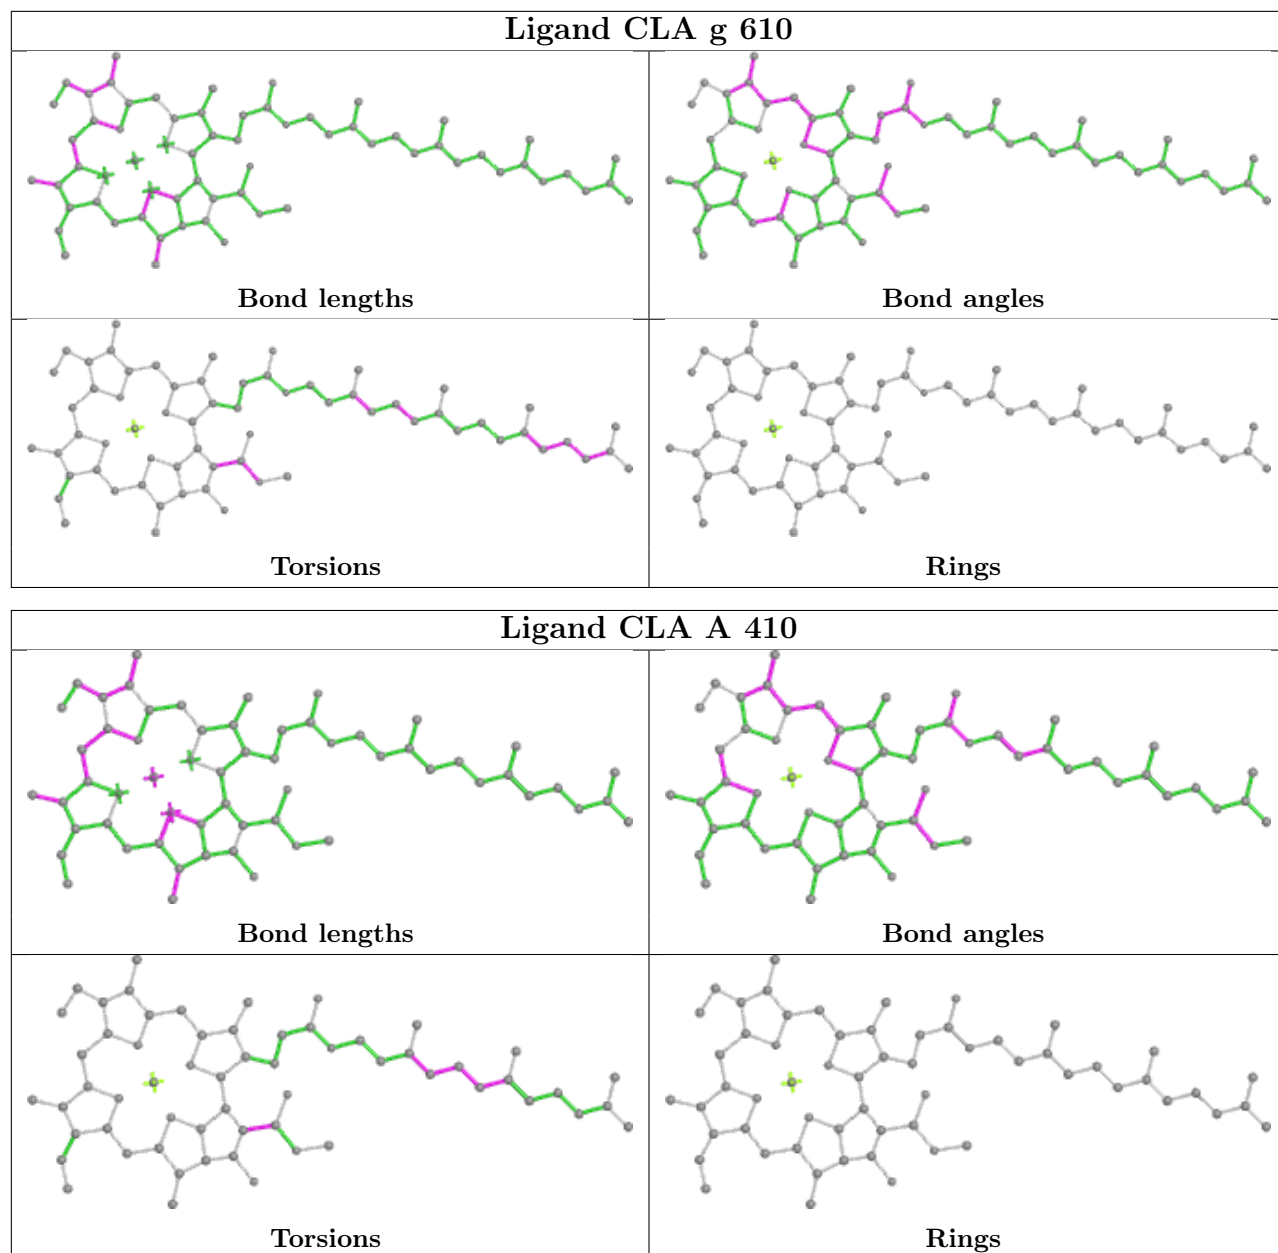 Ligand CLA g 610
Bond lengths
Bond angles
Torsions
Rings
Ligand CLA A 410
Bond lengths
Bond angles
Torsions
Rings